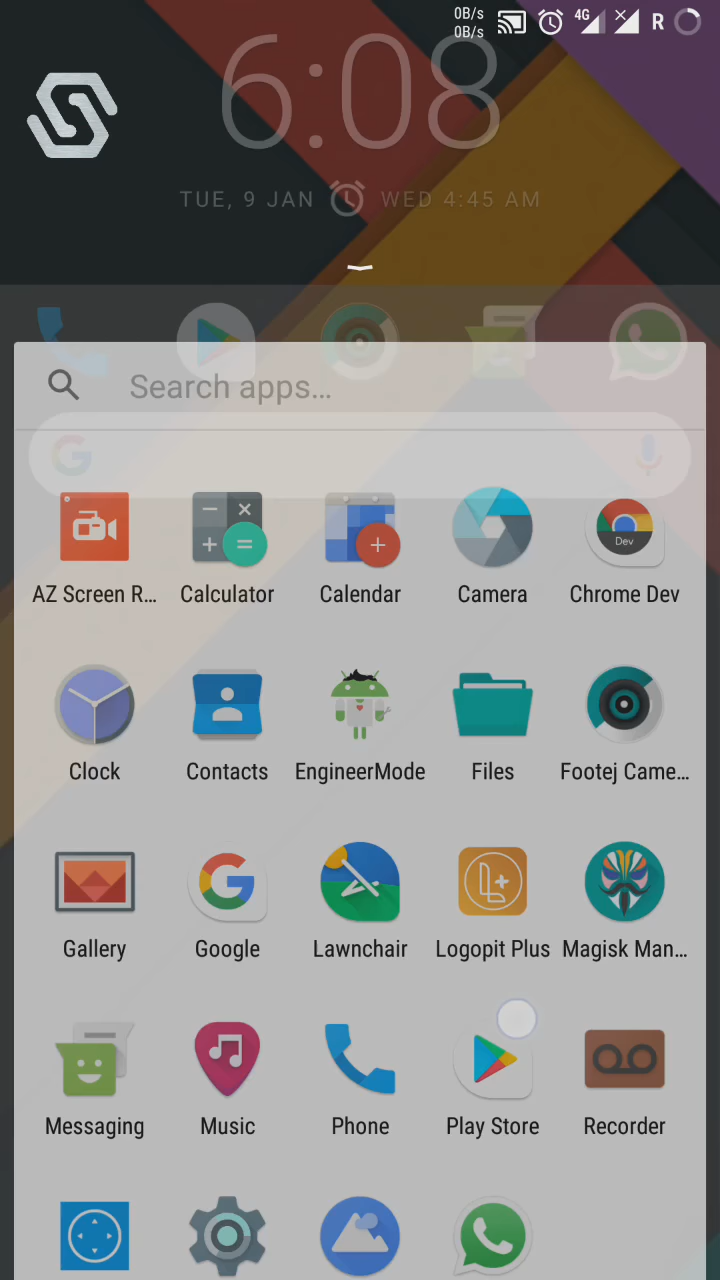 0B/s
0B/s
4G
R
6:08
TUE, 9 JAN WED 4:45 AM
Search apps...
Dev
AZ Screen R... Calculator Calendar Camera Chrome Dev
Clock Contacts EngineerMode Files Footej Came...
Gallery Google Lawnchair Logopit Plus Magisk Man...
Messaging Music Phone Play Store Recorder